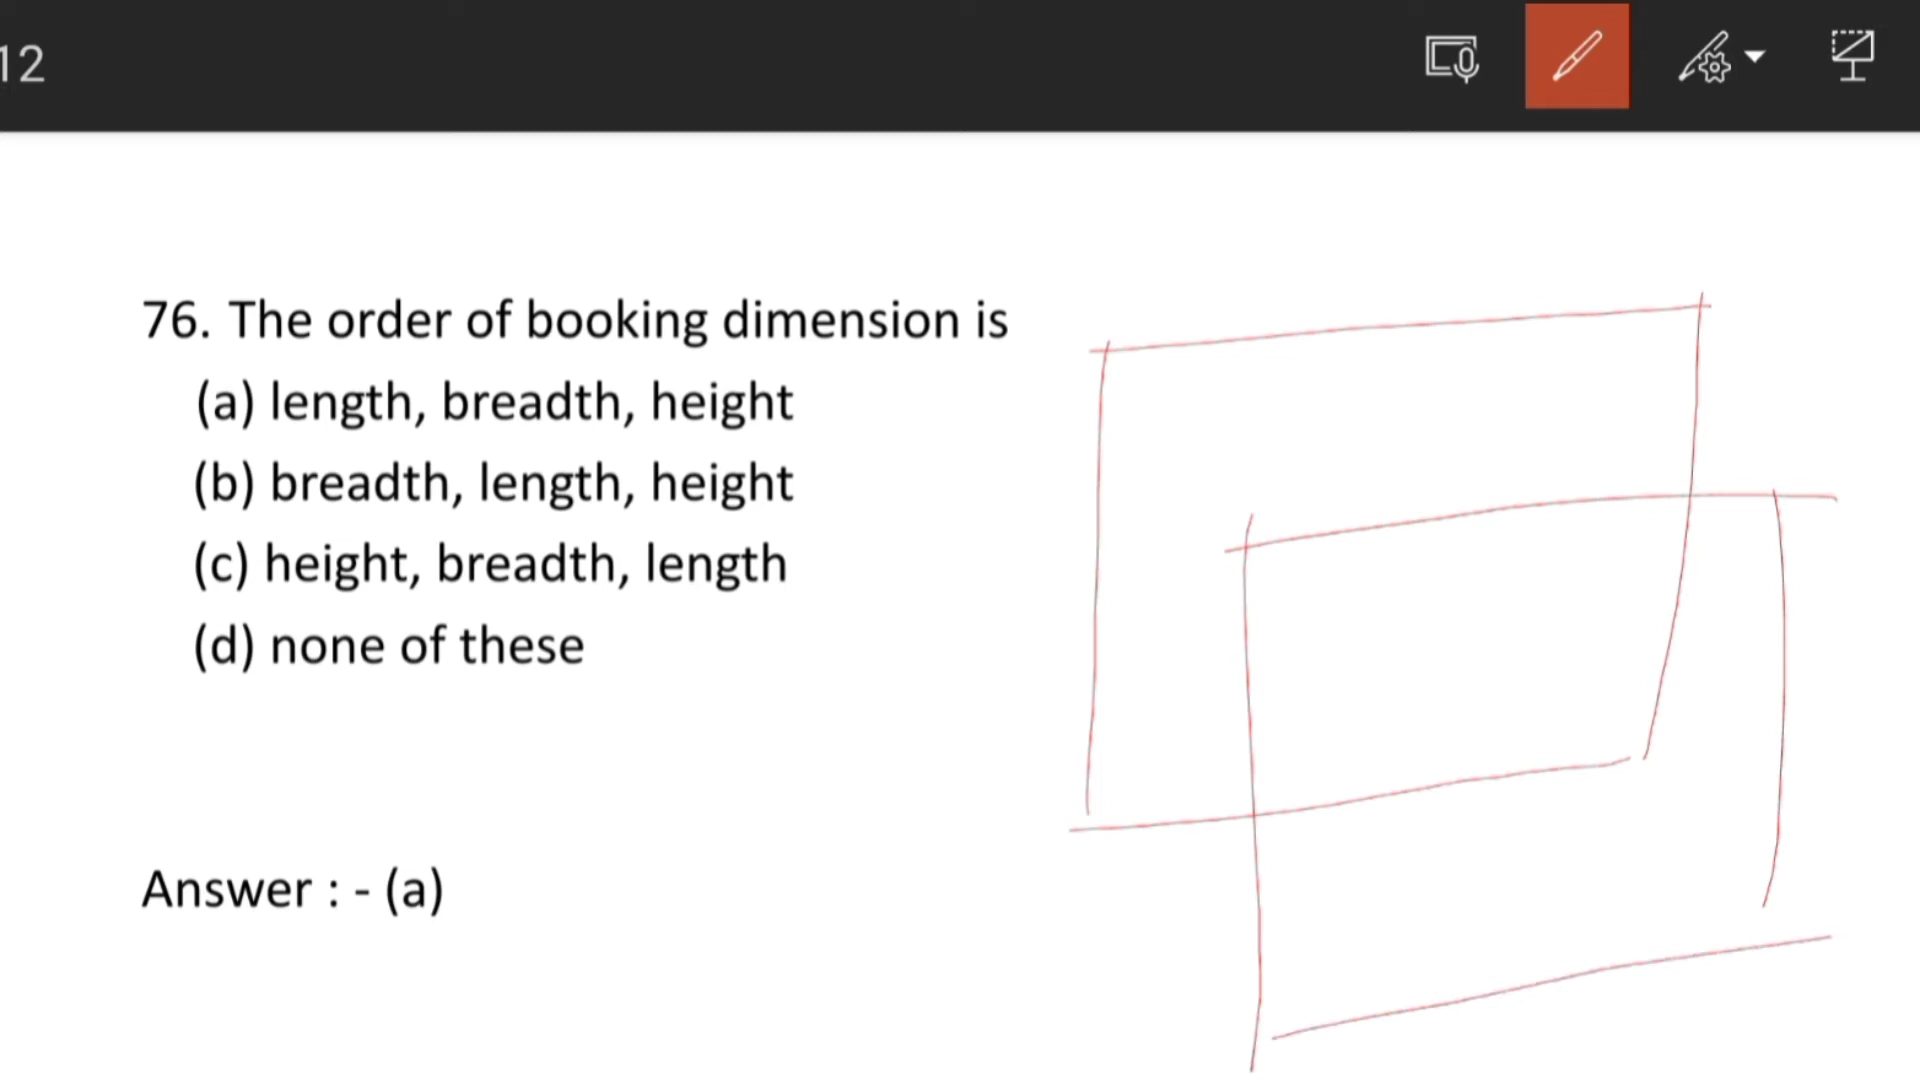 12
76. The order of booking dimension is
(a) length, breadth, height
(b) breadth, length, height
(c) height, breadth, length
(d) none of these
Answer : - (a)